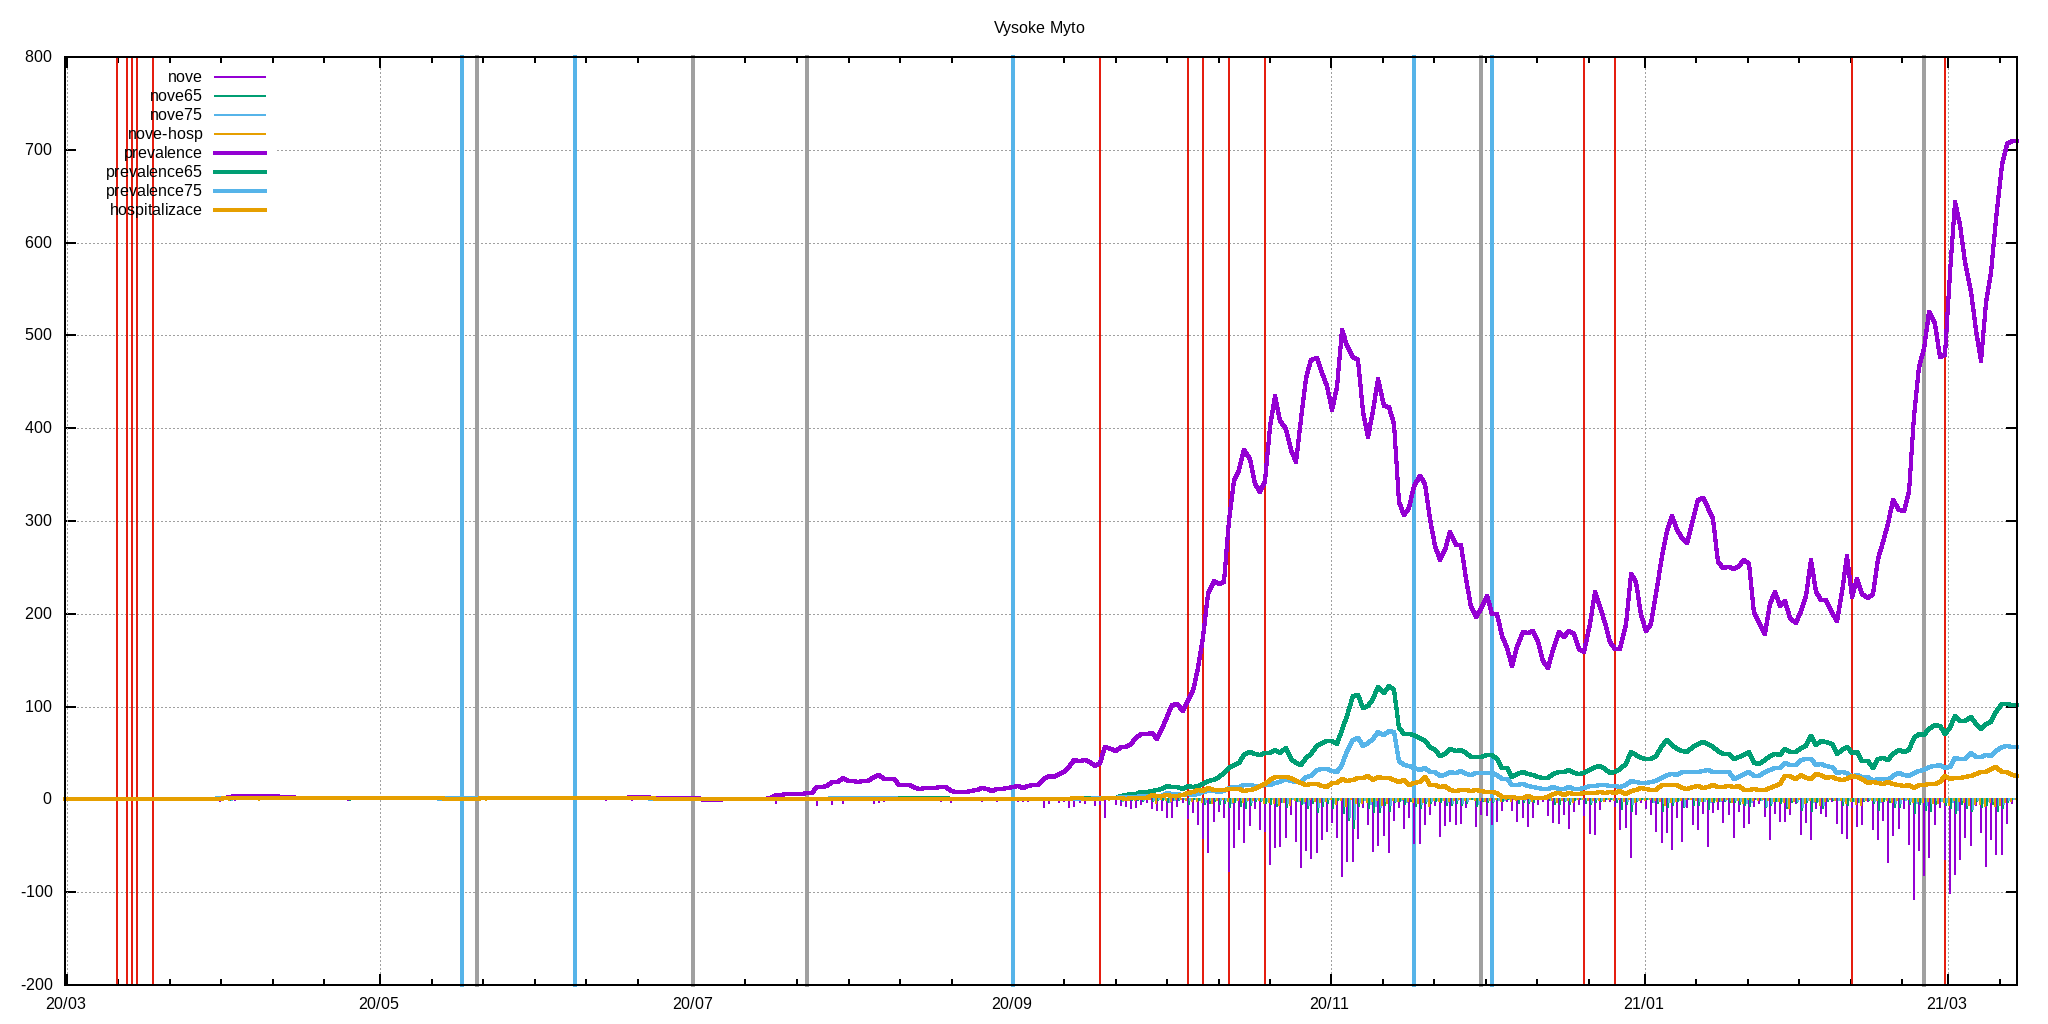 Vysoke Myto
800
700
600
500
400
300
200
100
0
-100
-200
nove
nove65
nove75
nove-hosp
prevalence
prevalence65
prevalence75
hospitalizace
20/03 20/05 20/07 20/09 20/11 21/01 21/03